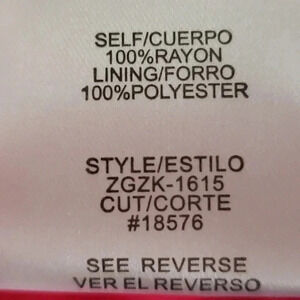 SELF/CUERPO
100%RAYON
LINING/FORRO
100%POLYESTER
STYLE/ESTILO
ZGZK-1615
CUT/CORTE
#18576
SEE REVERSE
VER EL REVERSO